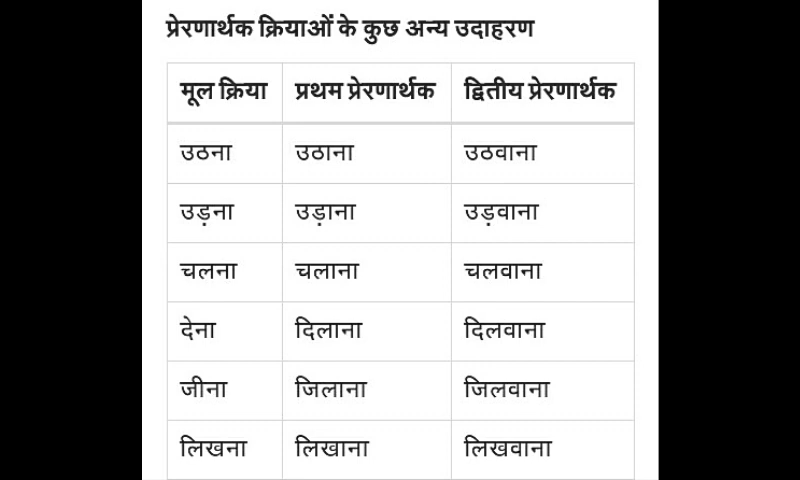 प्रेरणार्थक क्रियाओं के कुछ अन्य उदाहरण
मूल क्रिया प्रथम प्रेरणार्थक द्वितीय प्रेरणार्थक
उठना उठाना उठवाना
उड़ना उड़ाना उड़वाना
चलना चलाना चलवाना
देना दिलाना दिलवाना
जीना जिलाना जिलवाना
लिखना लिखाना लिखवाना